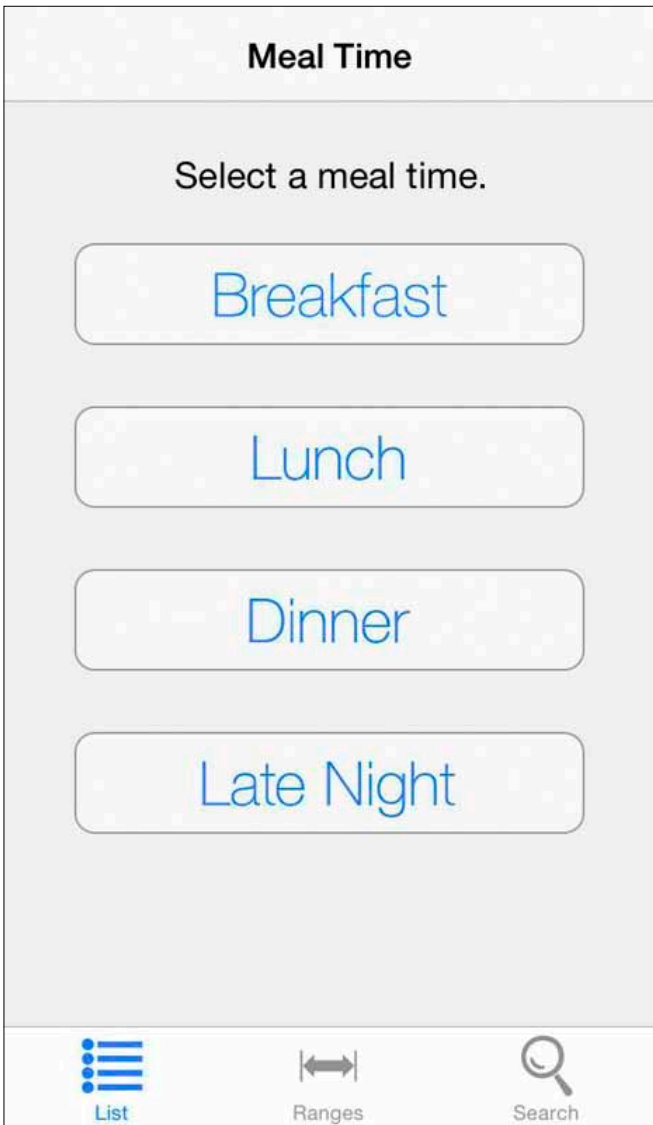 Meal Time
Select a meal time.
Breakfast
Lunch
Dinner
Late Night
List Ranges Search